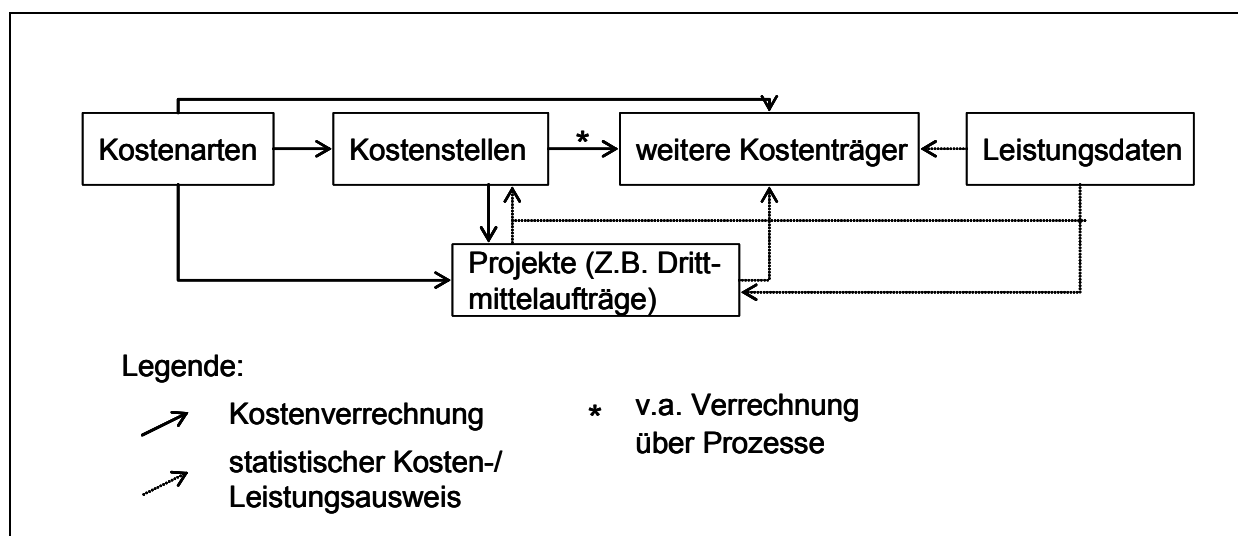 Kostenarten
Kostenstellen
*
weitere Kostenträger
Leistungsdaten
Projekte (Z.B. Dritt-
mittelaufträge)
Legende:
Kostenverrechnung
statistischer Kosten-/
Leistungsausweis
* v.a. Verrechnung
über Prozesse